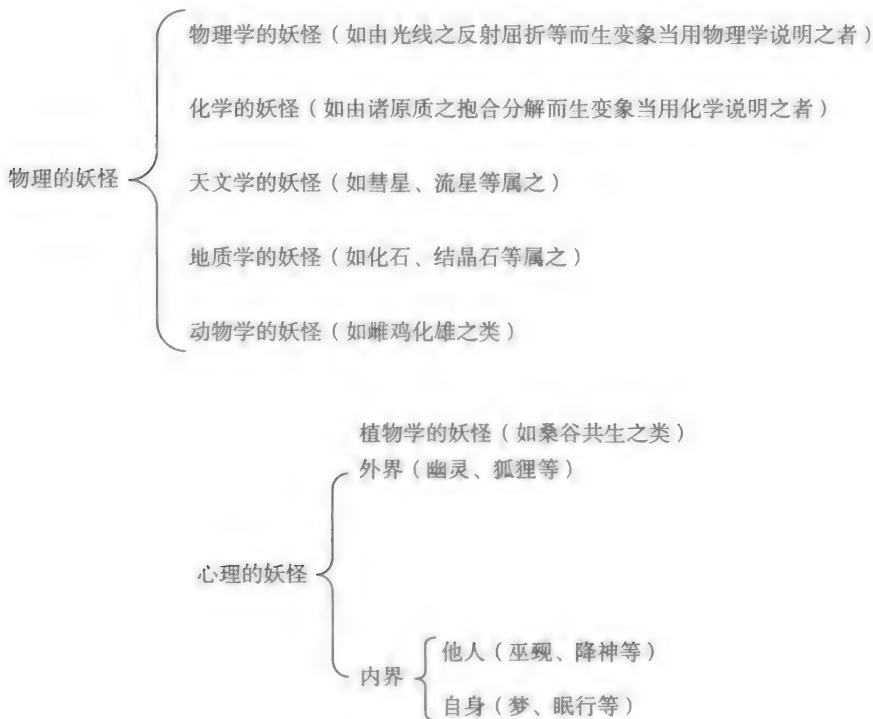 物理学的妖怪（如由光线之反射屈折等而生变象当用物理学说明之者）
化学的妖怪（如由诸原质之抱合分解而生变象当用化学说明之者）
物理的妖怪
天文学的妖怪（如彗星、流星等属之）
地质学的妖怪（如化石、结晶石等属之）
动物学的妖怪（如雌鸡化雄之类）
植物学的妖怪（如桑谷共生之类）
外界（幽灵、狐狸等）
心理的妖怪
他人（巫觋、降神等）
内界
自身（梦、眠行等）